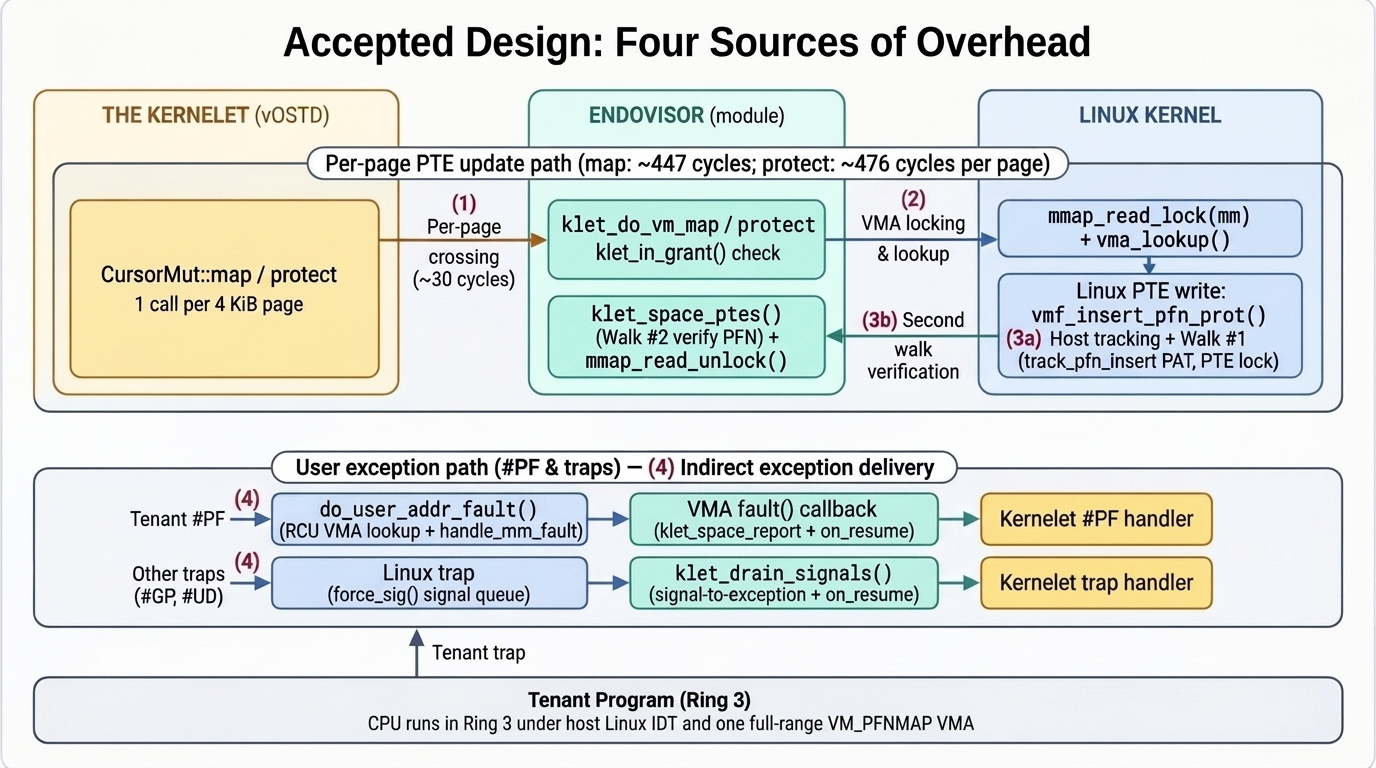 Accepted Design: Four Sources of Overhead
THE KERNELET (vOSTD)
ENDOVISOR (module)
LINUX KERNEL
Per-page PTE update path (map: ~447 cycles; protect: ~476 cycles per page)
CursorMut::map / protect
1 call per 4 KiB page
(1)
Per-page
crossing
(~30 cycles)
klet_do_vm_map / protect
klet_in_grant() check
(2)
VMA locking
& lookup
mmap_read_lock(mm)
+ vma_lookup()
Linux PTE write:
vmf_insert_pfn_prot()
(3a) Host tracking + Walk #1
(track_pfn_insert PAT, PTE lock)
(3b) Second
walk
verification
klet_space_ptes()
(Walk #2 verify PFN) +
mmap_read_unlock()
User exception path (#PF & traps) — (4) Indirect exception delivery
Tenant #PF
(4)
do_user_addr_fault()
(RCU VMA lookup + handle_mm_fault)
VMA fault() callback
(klet_space_report + on_resume)
Kernelet #PF handler
Other traps
(#GP, #UD)
(4)
Linux trap
(force_sig() signal queue)
klet_drain_signals()
(signal-to-exception + on_resume)
Kernelet trap handler
Tenant trap
Tenant Program (Ring 3)
CPU runs in Ring 3 under host Linux IDT and one full-range VM_PFNMAP VMA